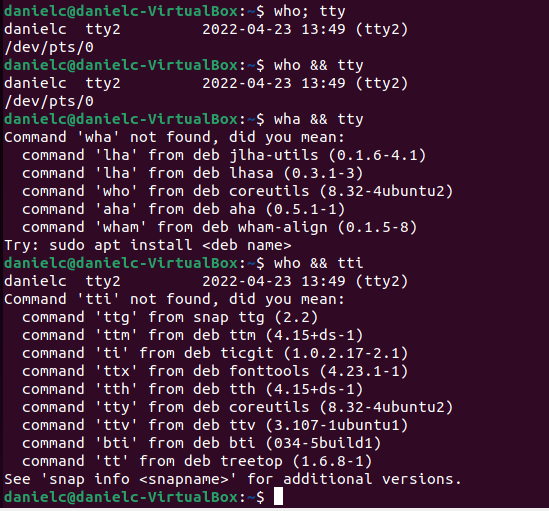 danielc@danielc-VirtualBox:~$ who; tty
danielc  tty2         2022-04-23 13:49 (tty2)
/dev/pts/0
danielc@danielc-VirtualBox:~$ who && tty
danielc  tty2         2022-04-23 13:49 (tty2)
/dev/pts/0
danielc@danielc-VirtualBox:~$ wha && tty
Command 'wha' not found, did you mean:
  command 'lha' from deb jlha-utils (0.1.6-4.1)
  command 'lha' from deb lhasa (0.3.1-3)
  command 'who' from deb coreutils (8.32-4ubuntu2)
  command 'aha' from deb aha (0.5.1-1)
  command 'wham' from deb wham-align (0.1.5-8)
Try: sudo apt install <deb name>
danielc@danielc-VirtualBox:~$ who && tti
danielc  tty2         2022-04-23 13:49 (tty2)
Command 'tti' not found, did you mean:
  command 'ttg' from snap ttg (2.2)
  command 'ttm' from deb ttm (4.15+ds-1)
  command 'ti' from deb ticgit (1.0.2.17-2.1)
  command 'ttx' from deb fonttools (4.23.1-1)
  command 'tth' from deb tth (4.15+ds-1)
  command 'tty' from deb coreutils (8.32-4ubuntu2)
  command 'ttv' from deb ttv (3.107-1ubuntu1)
  command 'bti' from deb bti (034-5build1)
  command 'tt' from deb treetop (1.6.8-1)
See 'snap info <snapname>' for additional versions.
danielc@danielc-VirtualBox:~$